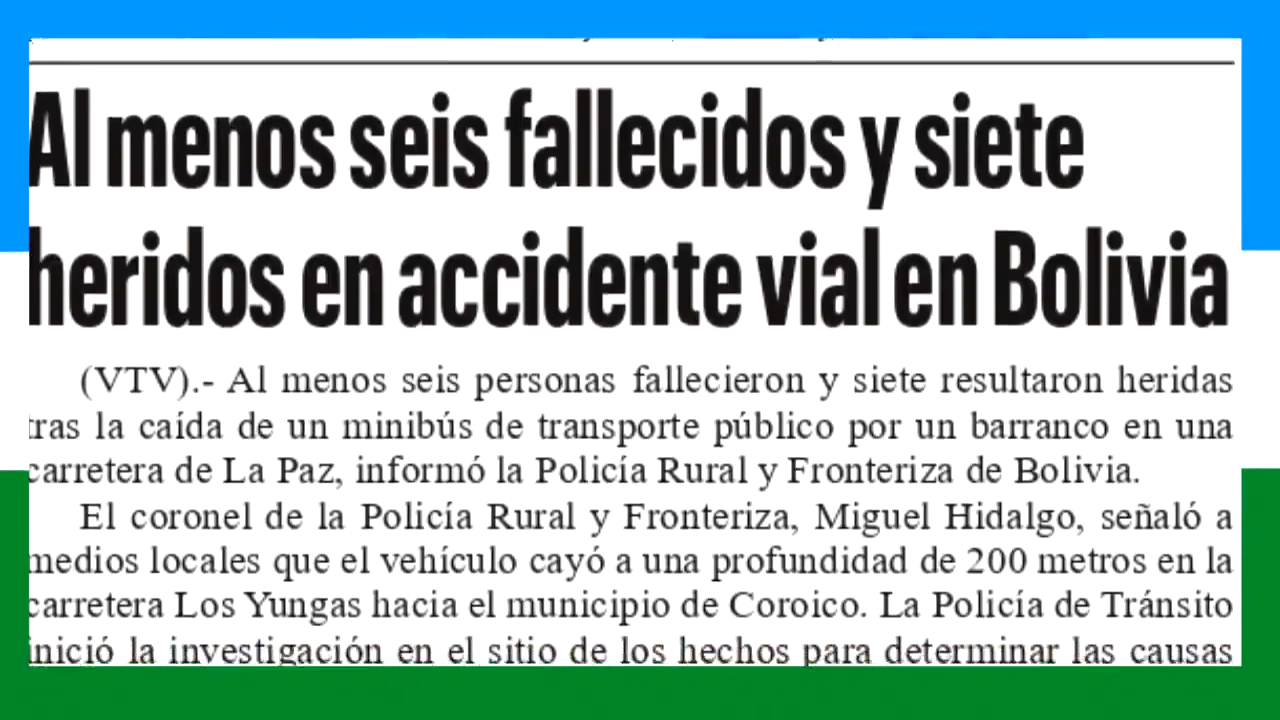 Al menos seis fallecidos y siete
heridos en accidente vial en Bolivia
(VTV).- Al menos seis personas fallecieron y siete resultaron heridas
tras la caída de un minibús de transporte público por un barranco en una
carretera de La Paz, informó la Policía Rural y Fronteriza de Bolivia.
El coronel de la Policía Rural y Fronteriza, Miguel Hidalgo, señaló a
medios locales que el vehículo cayó a una profundidad de 200 metros en la
carretera Los Yungas hacia el municipio de Coroico. La Policía de Tránsito
inició la investigación en el sitio de los hechos para determinar las causas